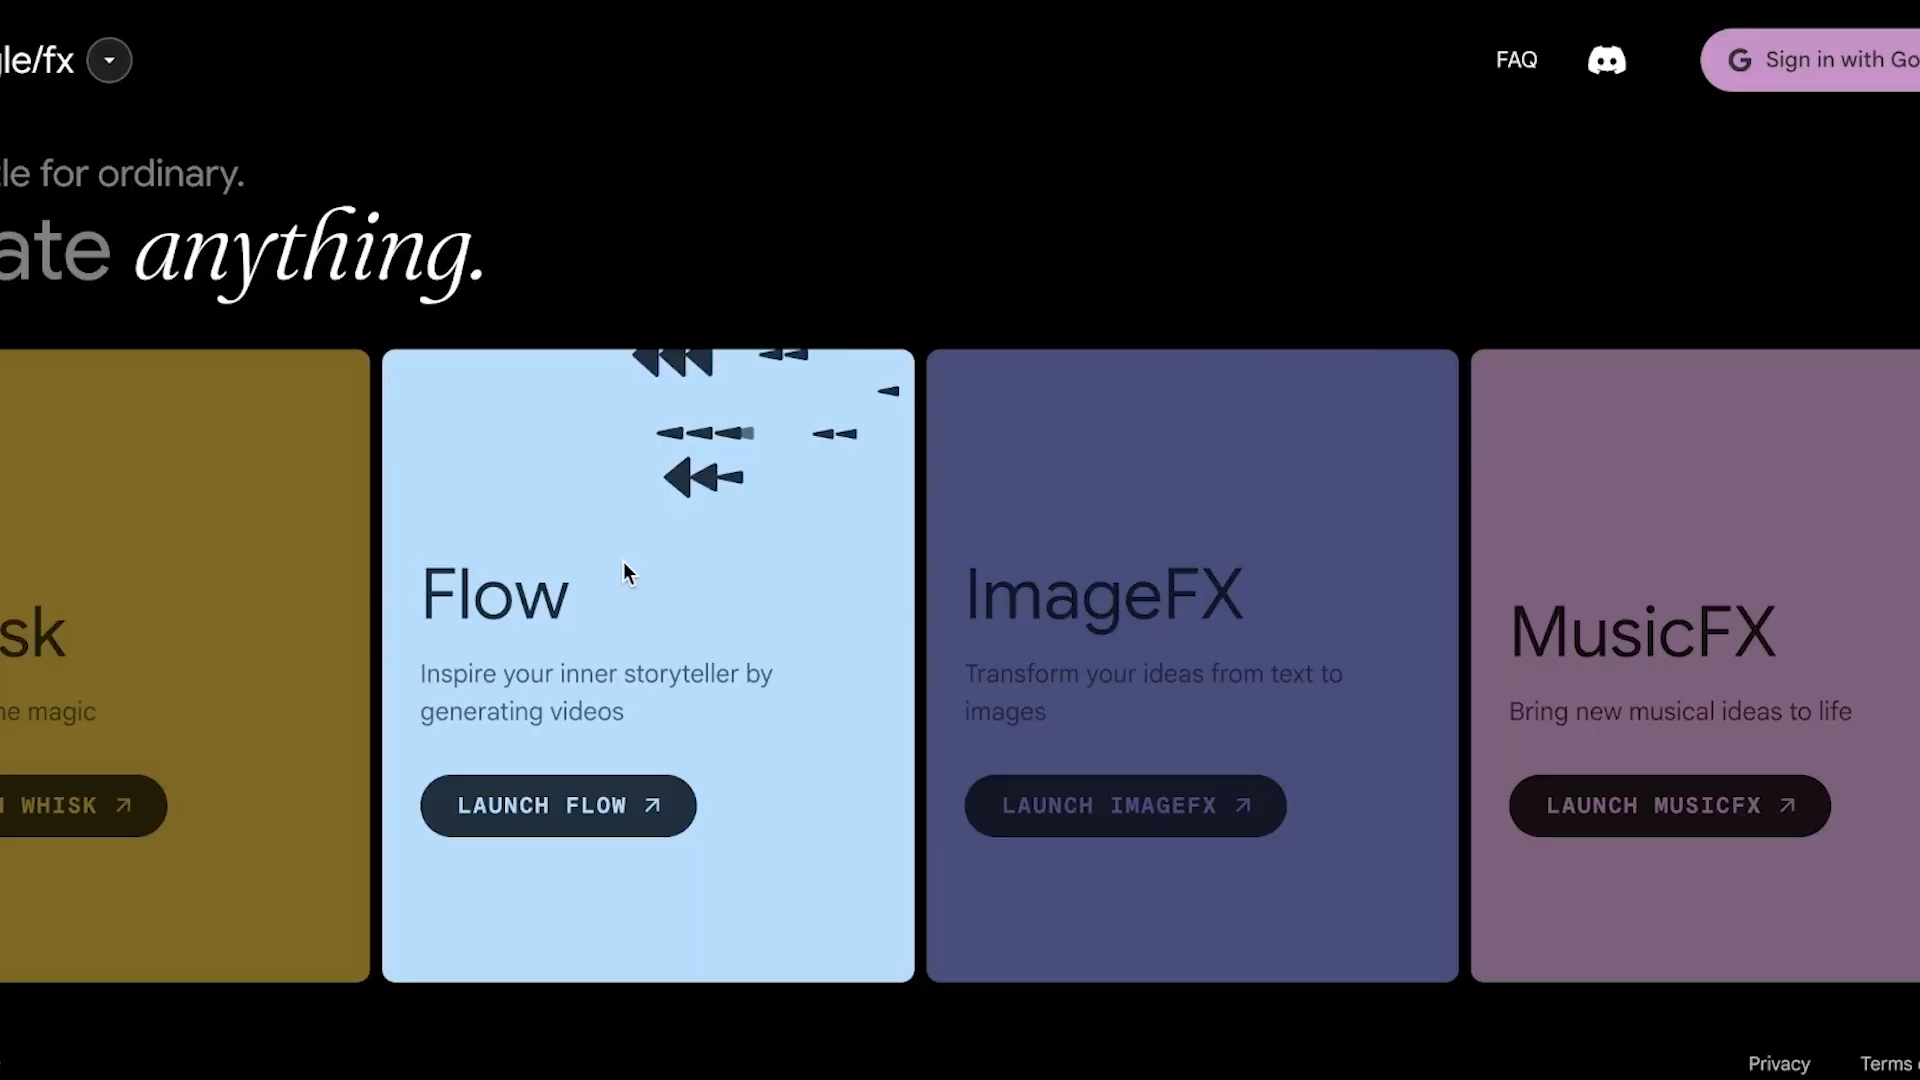 gle/fx
FAQ
Sign in with Go
tle for ordinary.
ate anything.
sk
he magic
WHISK
Flow
Inspire your inner storyteller by
generating videos
LAUNCH FLOW
ImageFX
Transform your ideas from text to
images
LAUNCH IMAGEFX
MusicFX
Bring new musical ideas to life
LAUNCH MUSICFX
Privacy
Terms